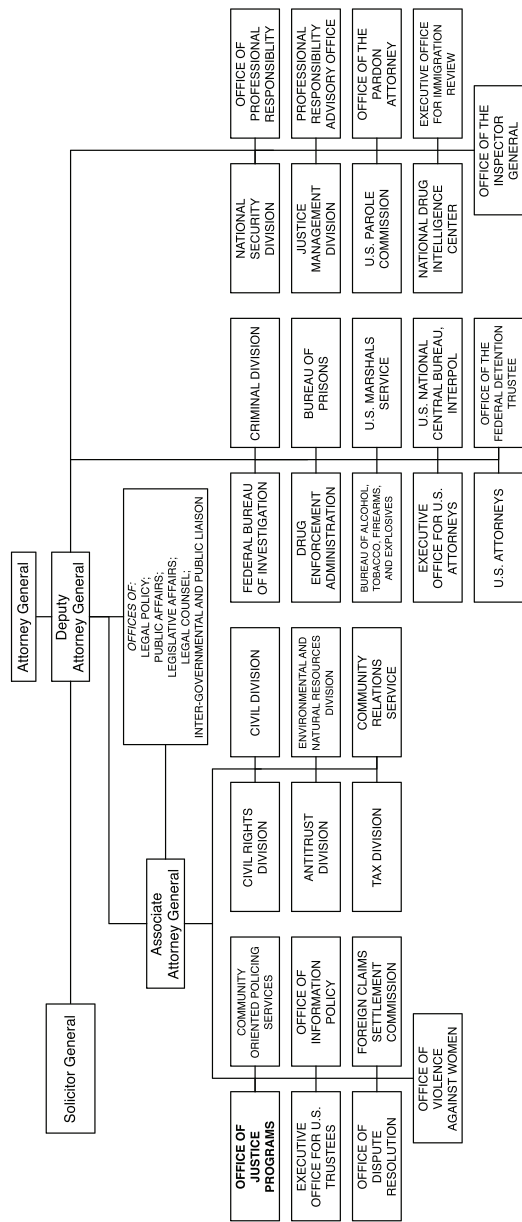 Attorney General
Deputy
Attorney General
Solicitor General
OFFICES OF:
LEGAL POLICY;
PUBLIC AFFAIRS;
LEGISLATIVE AFFAIRS;
LEGAL COUNSEL;
INTER-GOVERNMENTAL AND PUBLIC LIAISON
Associate
Attorney General
OFFICE OF
JUSTICE
PROGRAMS
COMMUNITY
ORIENTED POLICING
SERVICES
EXECUTIVE
OFFICE FOR U.S.
TRUSTEES
OFFICE OF
INFORMATION
POLICY
OFFICE OF
DISPUTE
RESOLUTION
FOREIGN CLAIMS
SETTLEMENT
COMMISSION
OFFICE OF
VIOLENCE
AGAINST WOMEN
CIVIL RIGHTS
DIVISION
CIVIL DIVISION
ANTITRUST
DIVISION
ENVIRONMENTAL AND
NATURAL RESOURCES
DIVISION
TAX DIVISION
COMMUNITY
RELATIONS
SERVICE
FEDERAL BUREAU
OF INVESTIGATION
CRIMINAL DIVISION
DRUG
ENFORCEMENT
ADMINISTRATION
BUREAU OF
PRISONS
BUREAU OF ALCOHOL,
TOBACCO, FIREARMS,
AND EXPLOSIVES
U.S. MARSHALS
SERVICE
EXECUTIVE
OFFICE FOR U.S.
ATTORNEYS
U.S. NATIONAL
CENTRAL BUREAU,
INTERPOL
U.S. ATTORNEYS
OFFICE OF THE
FEDERAL DETENTION
TRUSTEE
NATIONAL
SECURITY
DIVISION
OFFICE OF
PROFESSIONAL
RESPONSIBLITY
JUSTICE
MANAGEMENT
DIVISION
PROFESSIONAL
RESPONSIBILITY
ADVISORY OFFICE
U.S. PAROLE
COMMISSION
OFFICE OF THE
PARDON
ATTORNEY
NATIONAL DRUG
INTELLIGENCE
CENTER
EXECUTIVE OFFICE
FOR IMMIGRATION
REVIEW
OFFICE OF THE
INSPECTOR
GENERAL